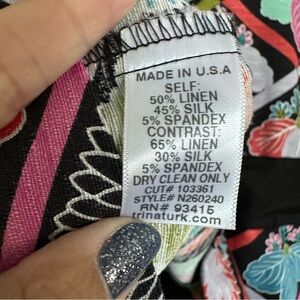 MADE IN U.S.A
SELF:
50% LINEN
45% SILK
5% SPANDEX
CONTRAST:
65% LINEN
30% SILK
5% SPANDEX
DRY CLEAN ONLY
CUT# 103361
STYLE# N260240
RN# 93415
trinaturk.com